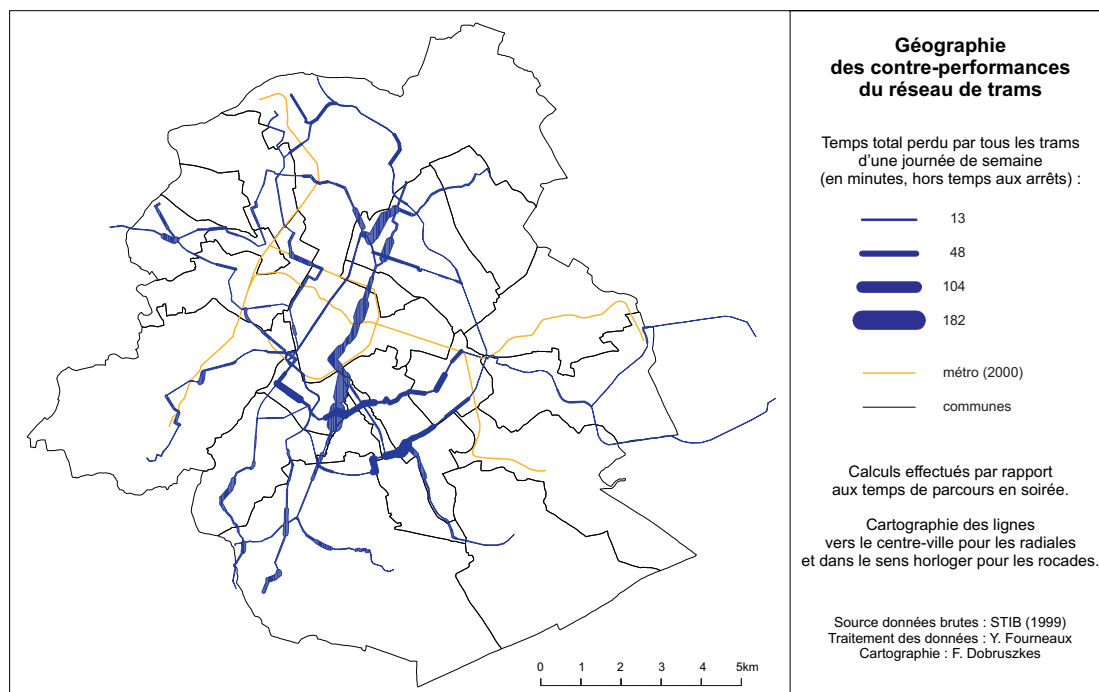 Géographie
des contre-performances
du réseau de trams
Temps total perdu par tous les trams
d'une journée de semaine
(en minutes, hors temps aux arrêts) :
13
48
104
182
métro (2000)
communes
Calculs effectués par rapport
aux temps de parcours en soirée.
Cartographie des lignes
vers le centre-ville pour les radiales
et dans le sens horloger pour les rocades.
Source données brutes : STIB (1999)
Traitement des données : Y. Fourneaux
Cartographie : F. Dobruszkes
0 1 2 3 4 5km